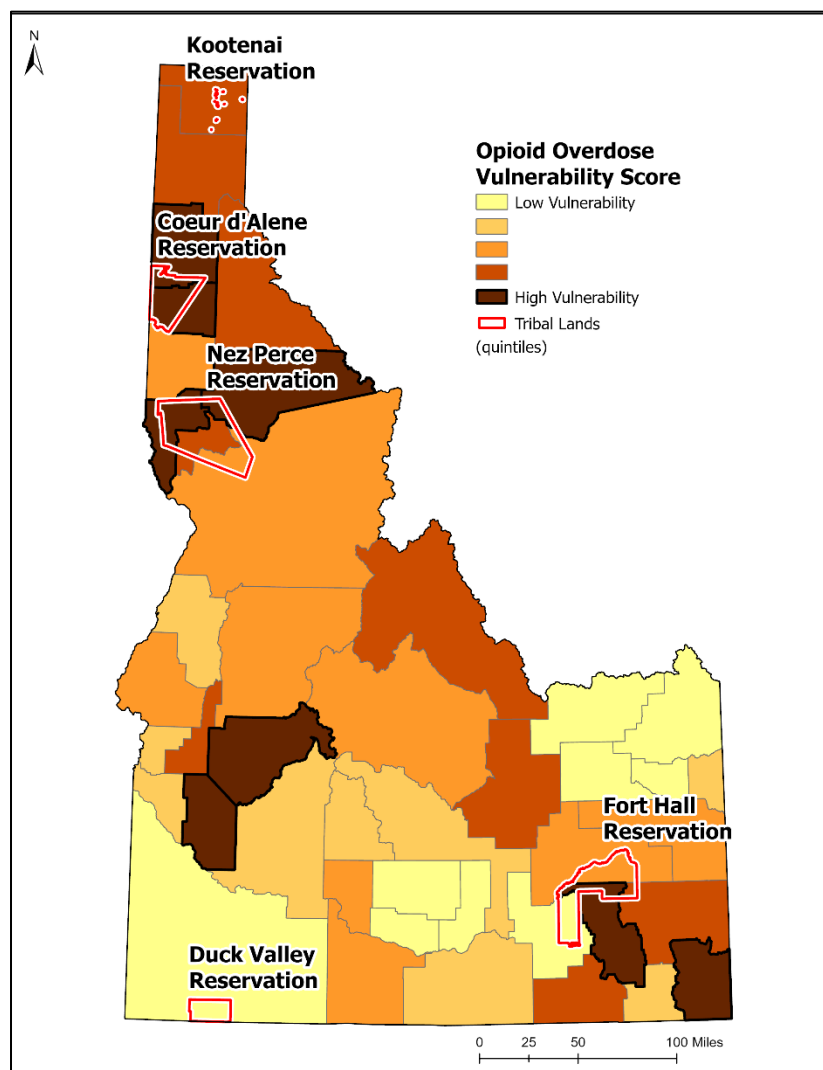 N
Kootenai
Reservation
Opioid Overdose
Vulnerability Score
Low Vulnerability
High Vulnerability
Tribal Lands
(quintiles)
Coeur d'Alene
Reservation
Nez Perce
Reservation
Fort Hall
Reservation
Duck Valley
Reservation
0 25 50 100 Miles